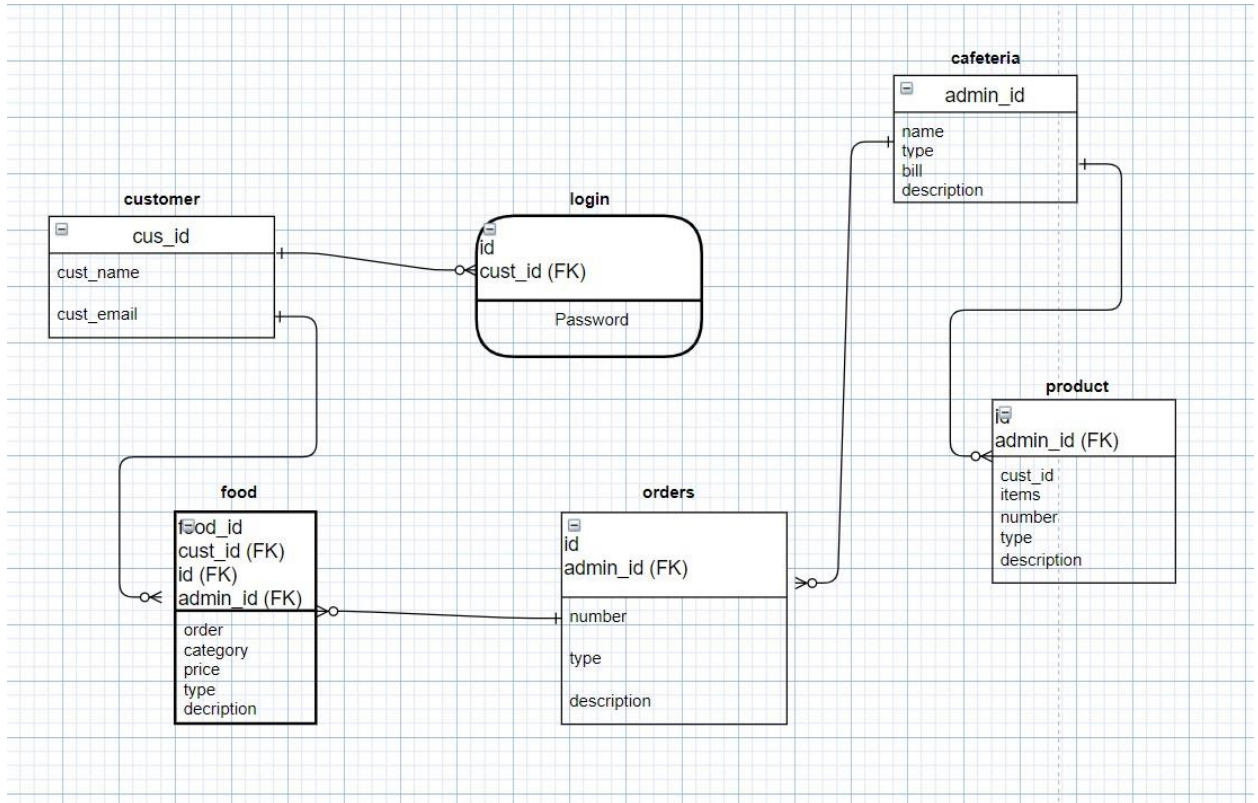 cafeteria
admin_id
name
type
bill
description
customer
cus_id
cust_name
cust_email
login
id
cust_id (FK)
Password
product
id
admin_id (FK)
cust_id
items
number
type
description
food
food_id
cust_id (FK)
id (FK)
admin_id (FK)
order
category
price
type
decription
orders
id
admin_id (FK)
number
type
description